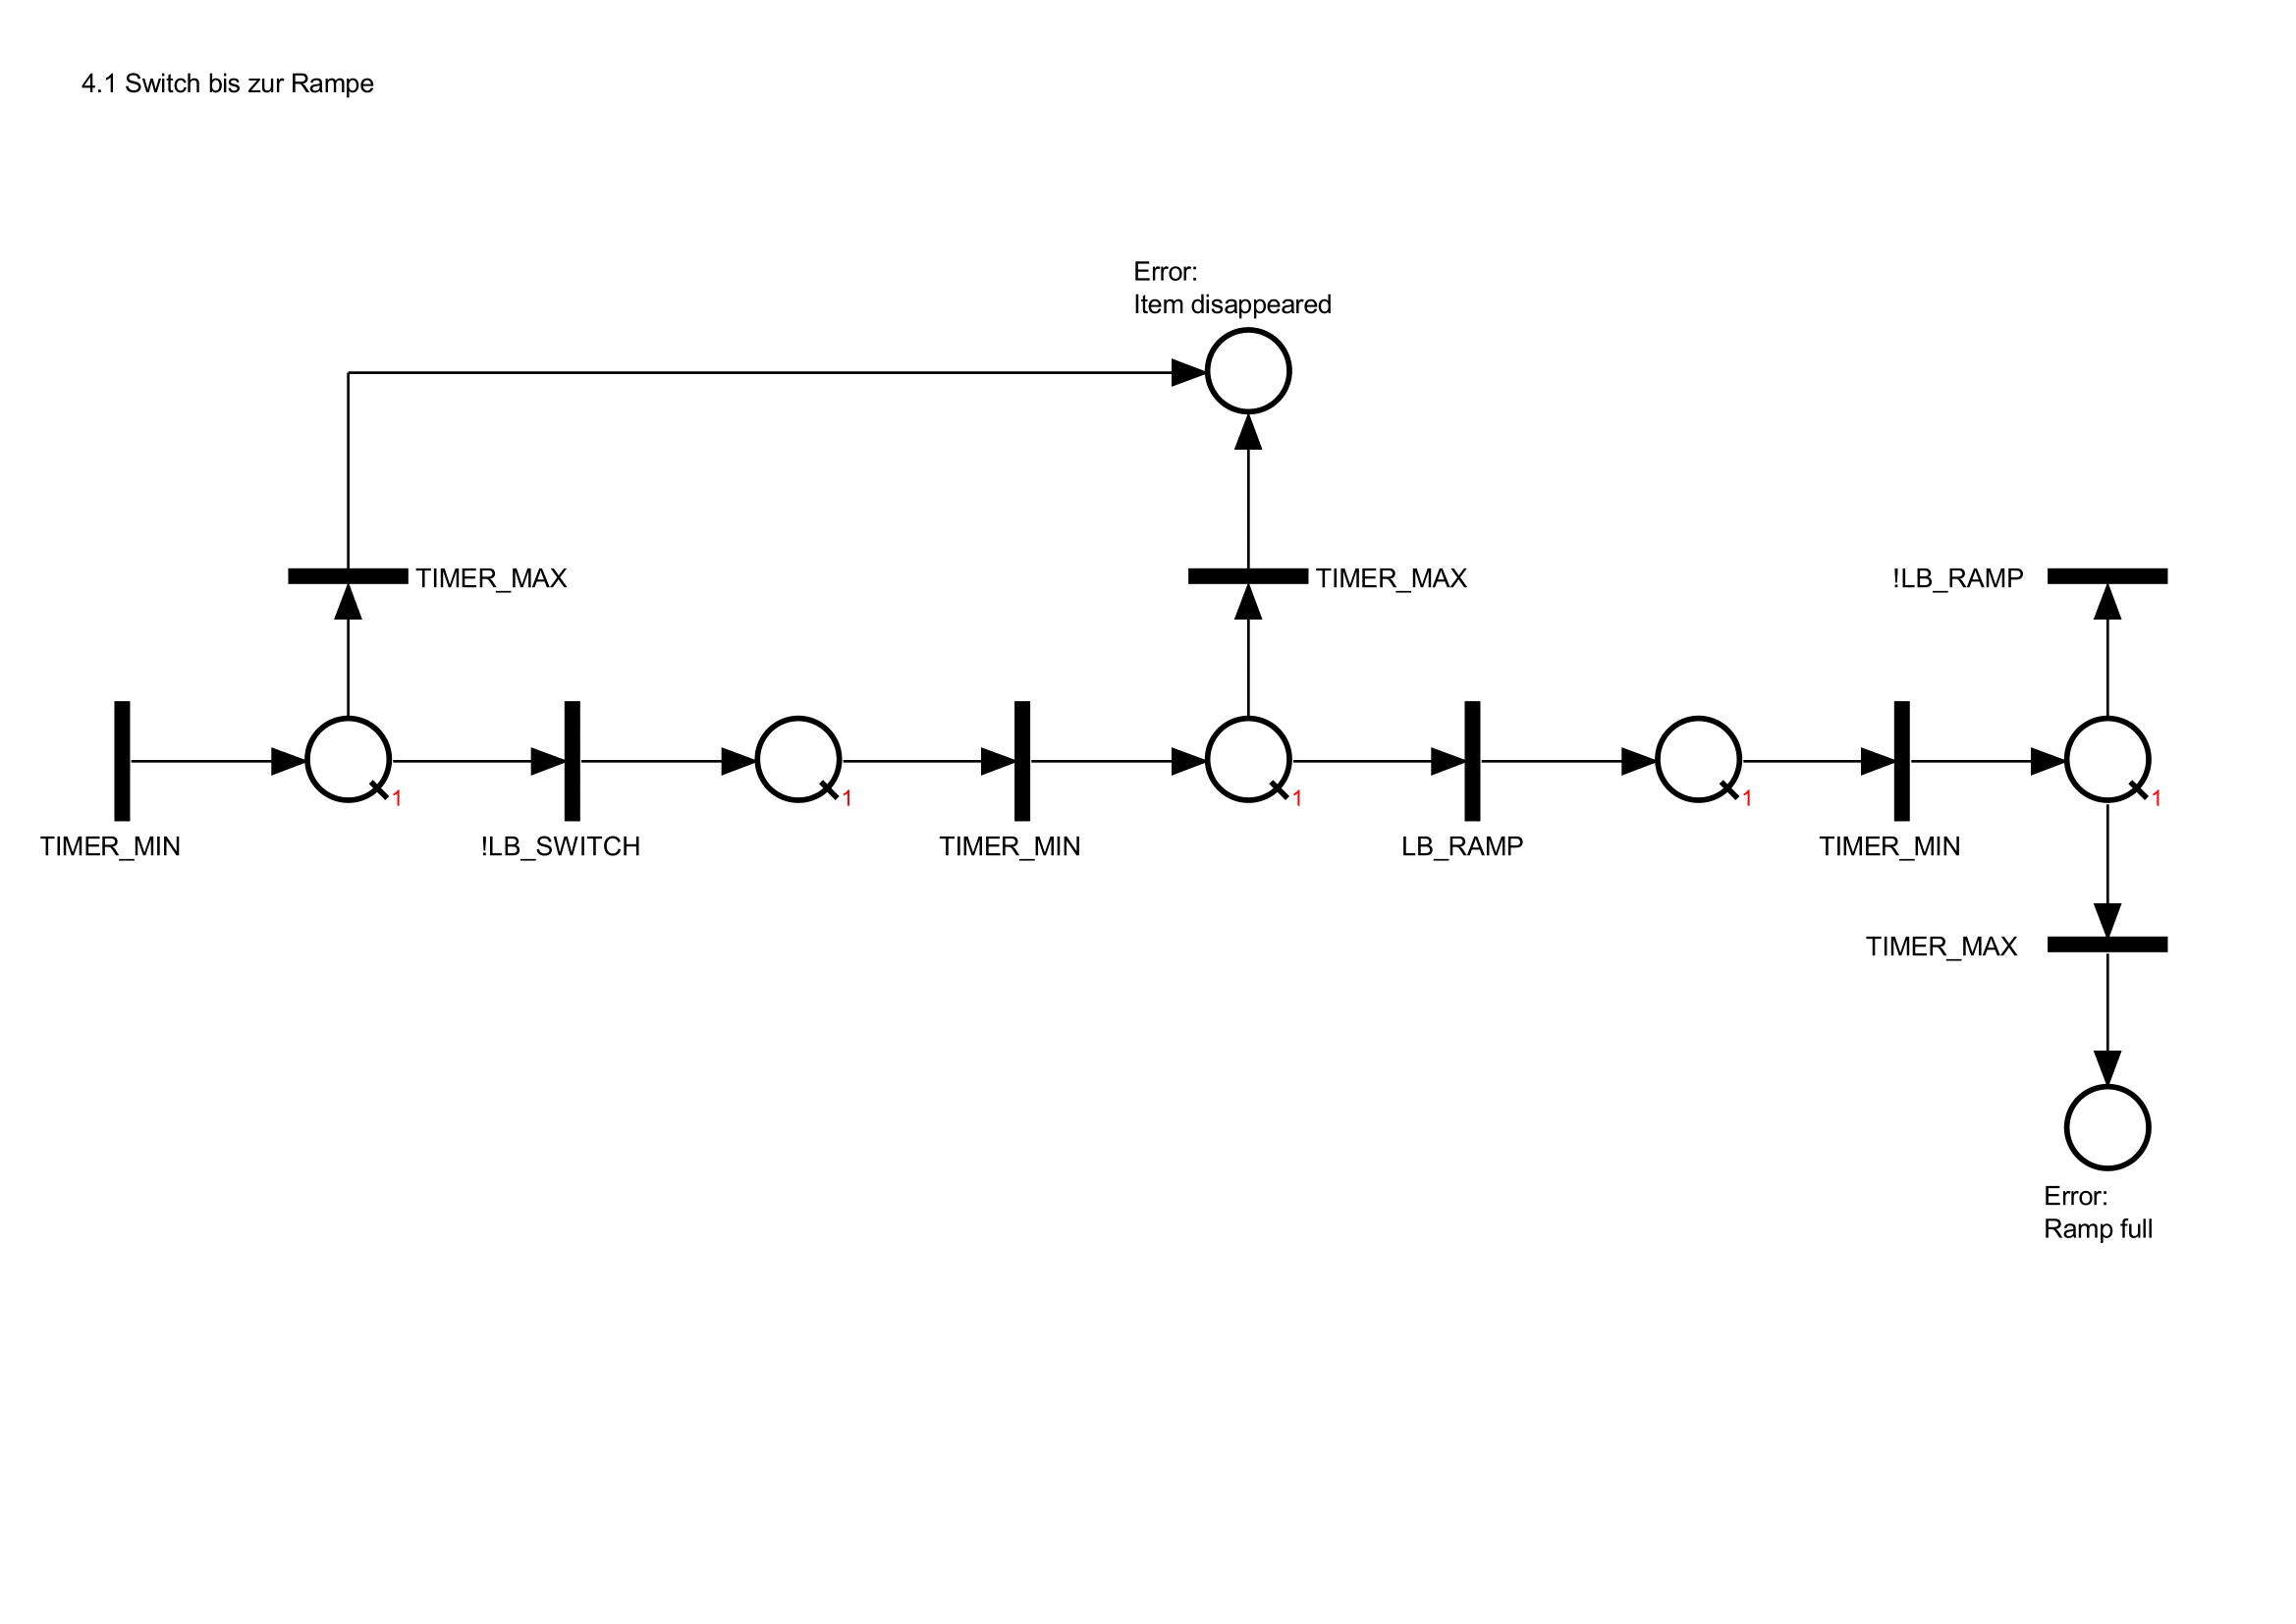 4.1 Switch bis zur Rampe
Error:
Item disappeared
TIMER_MAX
TIMER_MAX
!LB_RAMP
1
1
1
1
1
TIMER_MIN
!LB_SWITCH
TIMER_MIN
LB_RAMP
TIMER_MIN
TIMER_MAX
Error:
Ramp full